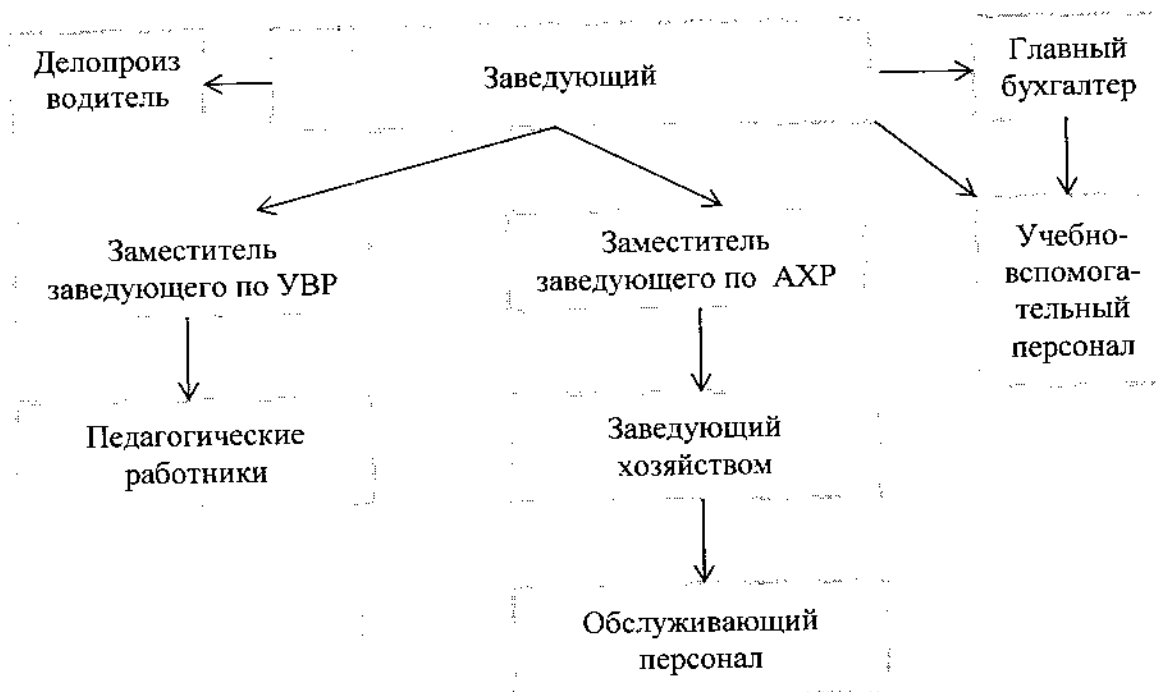 Делопроиз
водитель
Заведующий
Главный
бухгалтер
Заместитель
заведующего по УВР
Заместитель
заведующего по АХР
Учебно-
вспомога-
тельный
персонал
Педагогические
работники
Заведующий
хозяйством
Обслуживающий
персонал